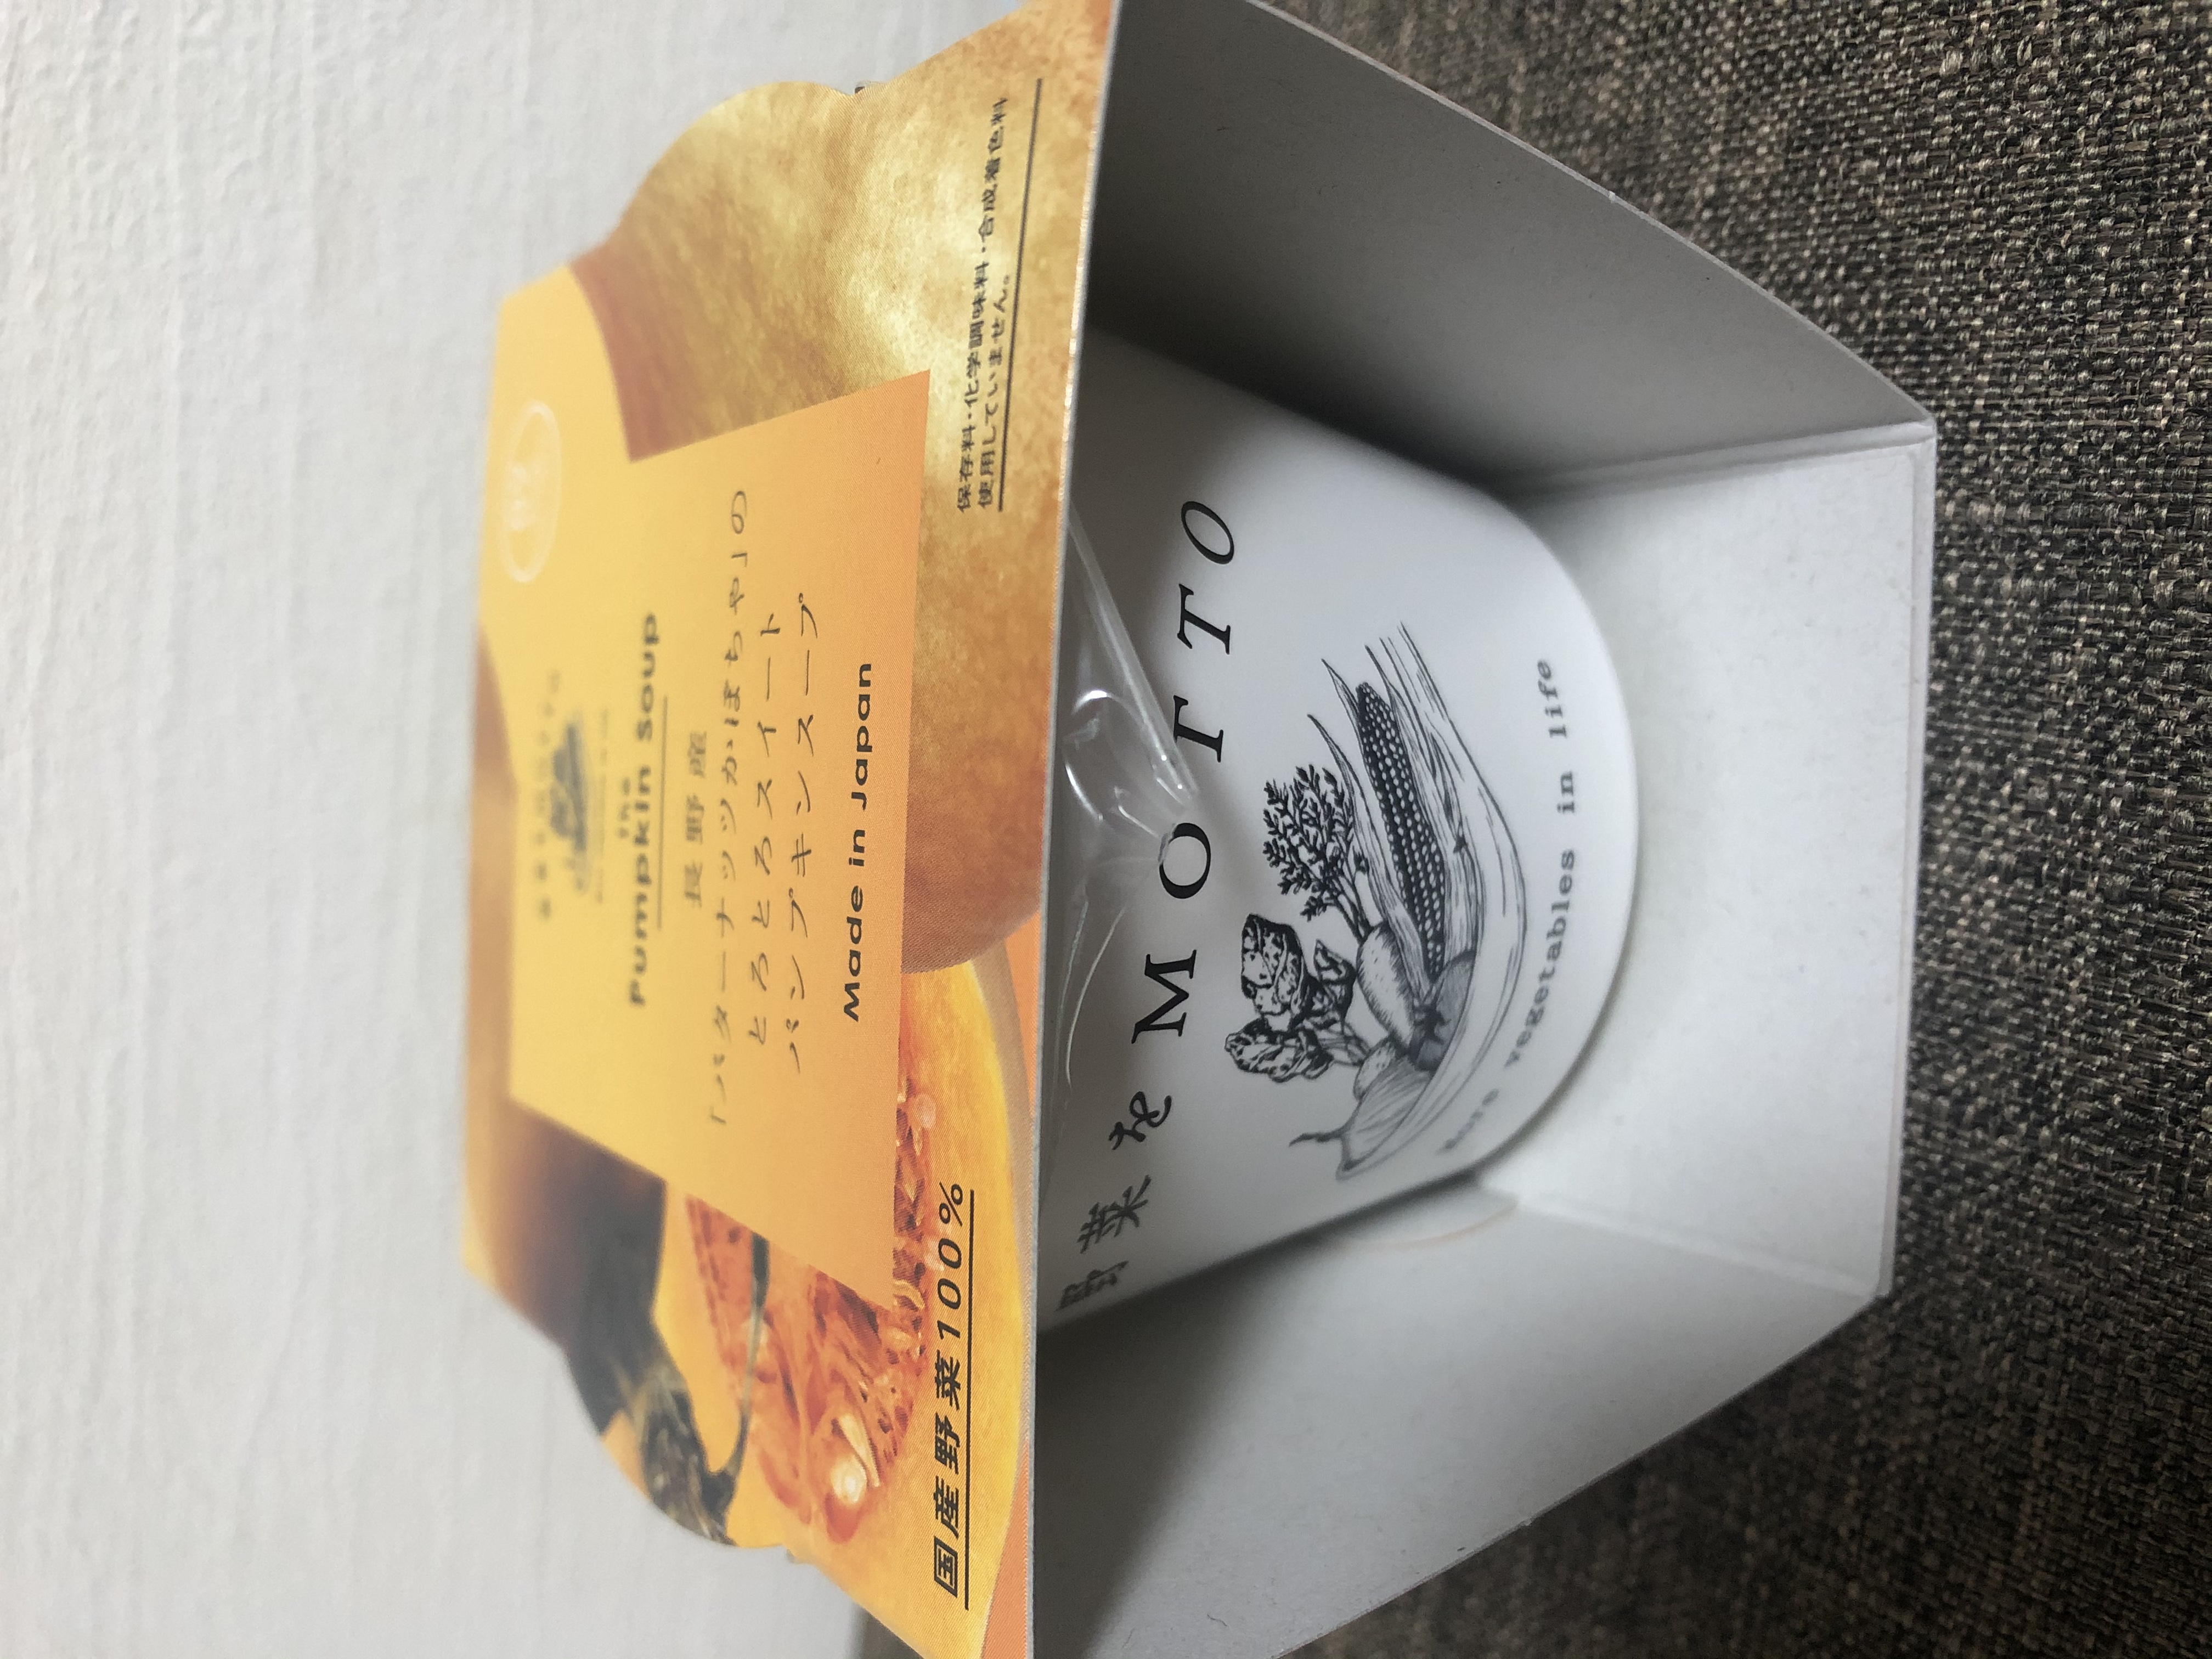 The
Pumpkin Soup
長野産
「バターナッツかぼちゃ」の
とろとろスイート
パンプキンスープ
Made in Japan
国産野菜100%
保存料・化学調味料・合成着色料
使用していません。
野菜をMOTTO
vegetables in life